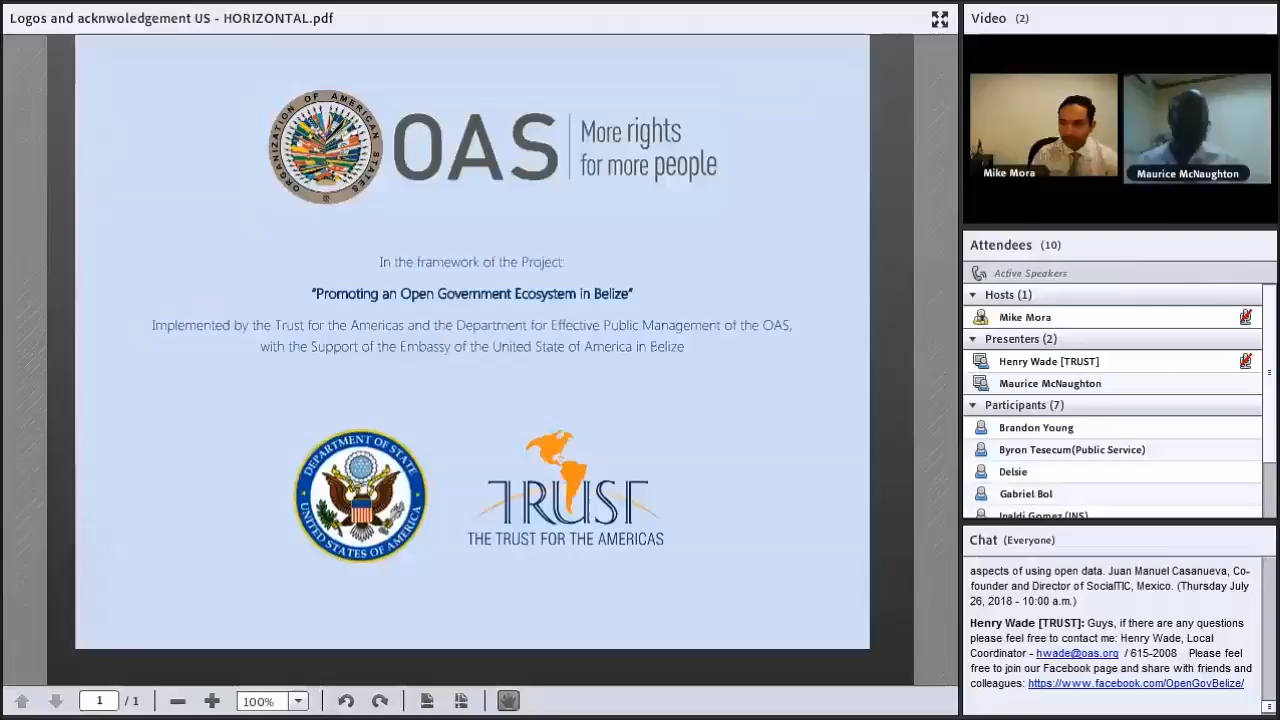 Logos and acknwoledgement US - HORIZONTAL.pdf
ORGANIZATION OF AMERICAN STATES
OAS
More rights
for more people
In the framework of the Project:
“Promoting an Open Government Ecosystem in Belize”
Implemented by the Trust for the Americas and the Department for Effective Public Management of the OAS,
with the Support of the Embassy of the United State of America in Belize
DEPARTMENT OF STATE
UNITED STATES OF AMERICA
TRUST
THE TRUST FOR THE AMERICAS
1 / 1
100%
Video (2)
Mike Mora
Maurice McNaughton
Attendees (10)
Active Speakers
Hosts (1)
Mike Mora
Presenters (2)
Henry Wade [TRUST]
Maurice McNaughton
Participants (7)
Brandon Young
Byron Tesecum(Public Service)
Delsie
Gabriel Bol
Chat (Everyone)
aspects of using open data. Juan Manuel Casanueva, Co-
founder and Director of SocialTIC, Mexico. (Thursday July
26, 2018 - 10:00 a.m.)
Henry Wade [TRUST]: Guys, if there are any questions
please feel free to contact me: Henry Wade, Local
Coordinator - hwade@oas.org / 615-2008 Please feel
free to join our Facebook page and share with friends and
colleagues: https://www.facebook.com/OpenGovBelize/